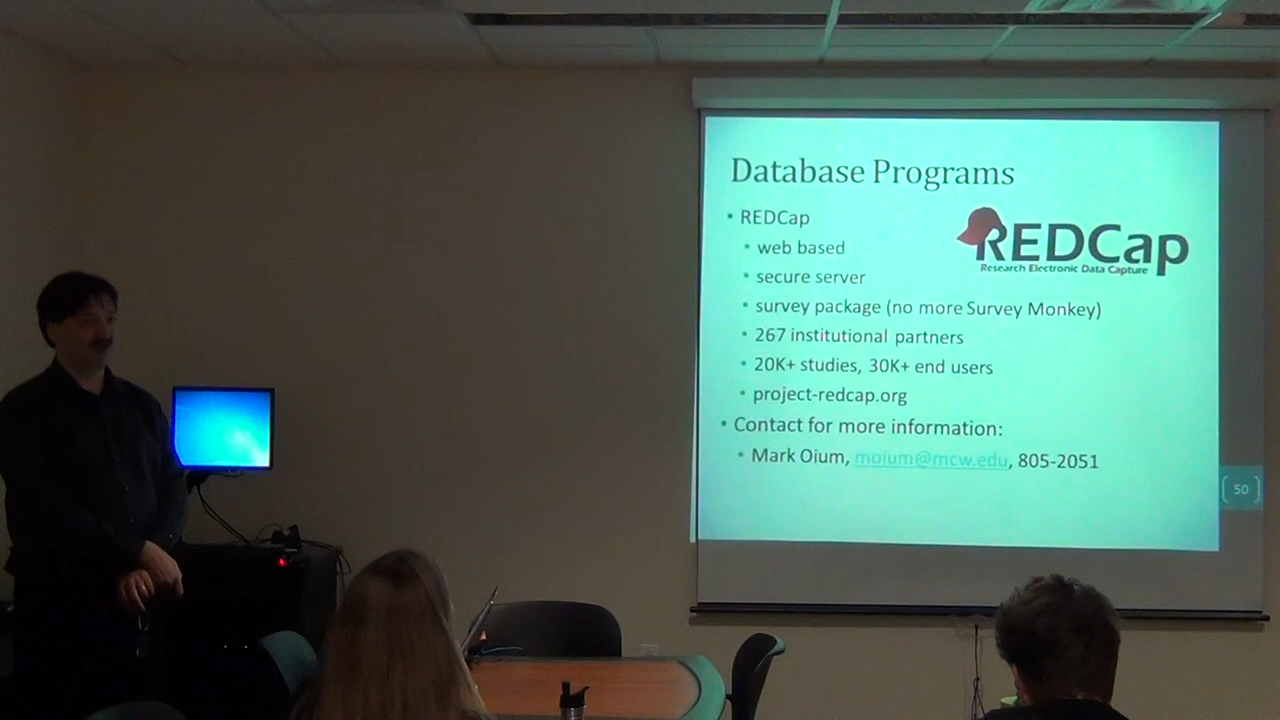 Database Programs
• REDCap
• web based
• secure server
• survey package (no more Survey Monkey)
• 267 institutional partners
• 20K+ studies, 30K+ end users
• project-redcap.org
• Contact for more information:
• Mark Oium, moium@mcw.edu, 805-2051
REDCap
Research Electronic Data Capture
50